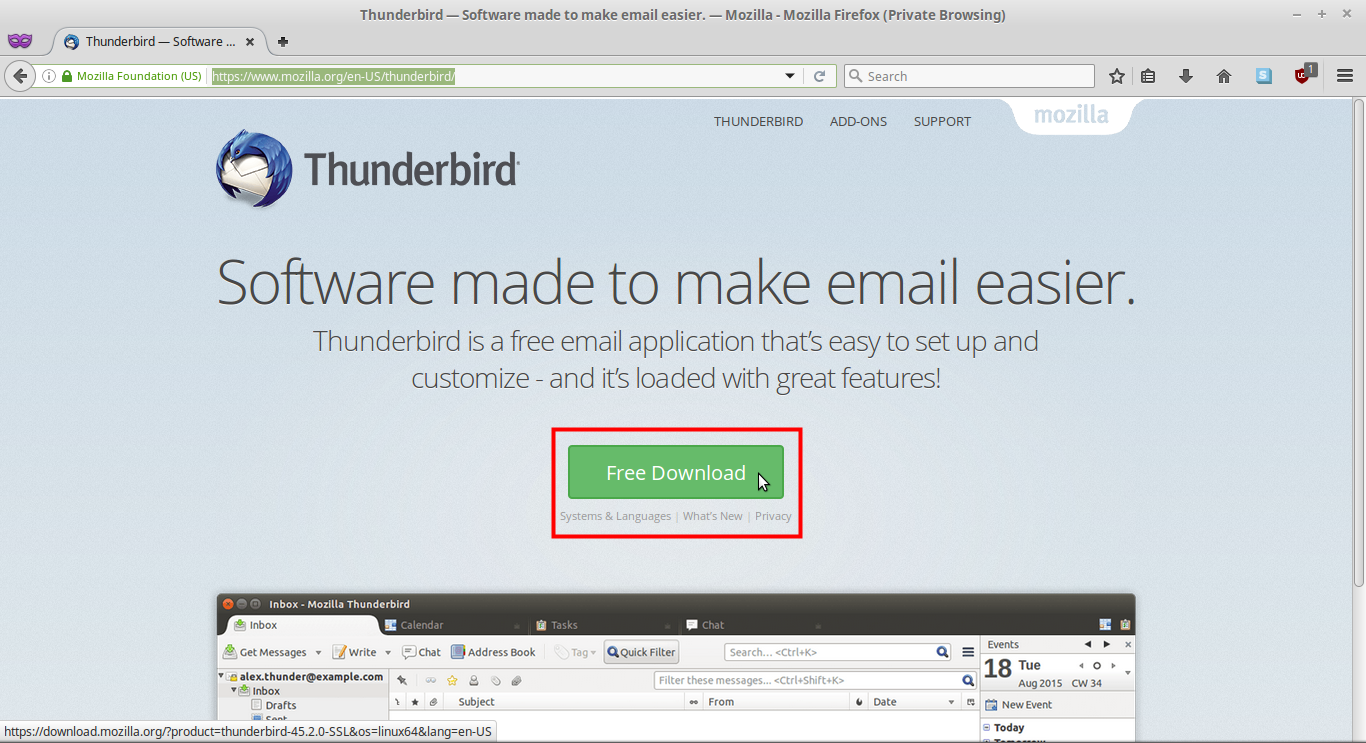 Thunderbird — Software made to make email easier. — Mozilla - Mozilla Firefox (Private Browsing)
Thunderbird — Software ...
Mozilla Foundation (US)
https://www.mozilla.org/en-US/thunderbird/
Search
1
THUNDERBIRD
ADD-ONS
SUPPORT
mozilla
Thunderbird
Software made to make email easier.
Thunderbird is a free email application that's easy to set up and
customize - and it's loaded with great features!
Free Download
Systems & Languages | What's New | Privacy
Inbox - Mozilla Thunderbird
Inbox
Calendar
Tasks
Chat
Get Messages
Write
Chat
Address Book
Tag
Quick Filter
Search... <Ctrl+K>
Events
18
Tue
Aug 2015 CW 34
alex.thunder@example.com
Inbox
Drafts
Sent
Filter these messages... <Ctrl+Shift+K>
Subject
From
Date
New Event
Today
Tomorrow
https://download.mozilla.org/?product=thunderbird-45.2.0-SSL&os=linux64&lang=en-US